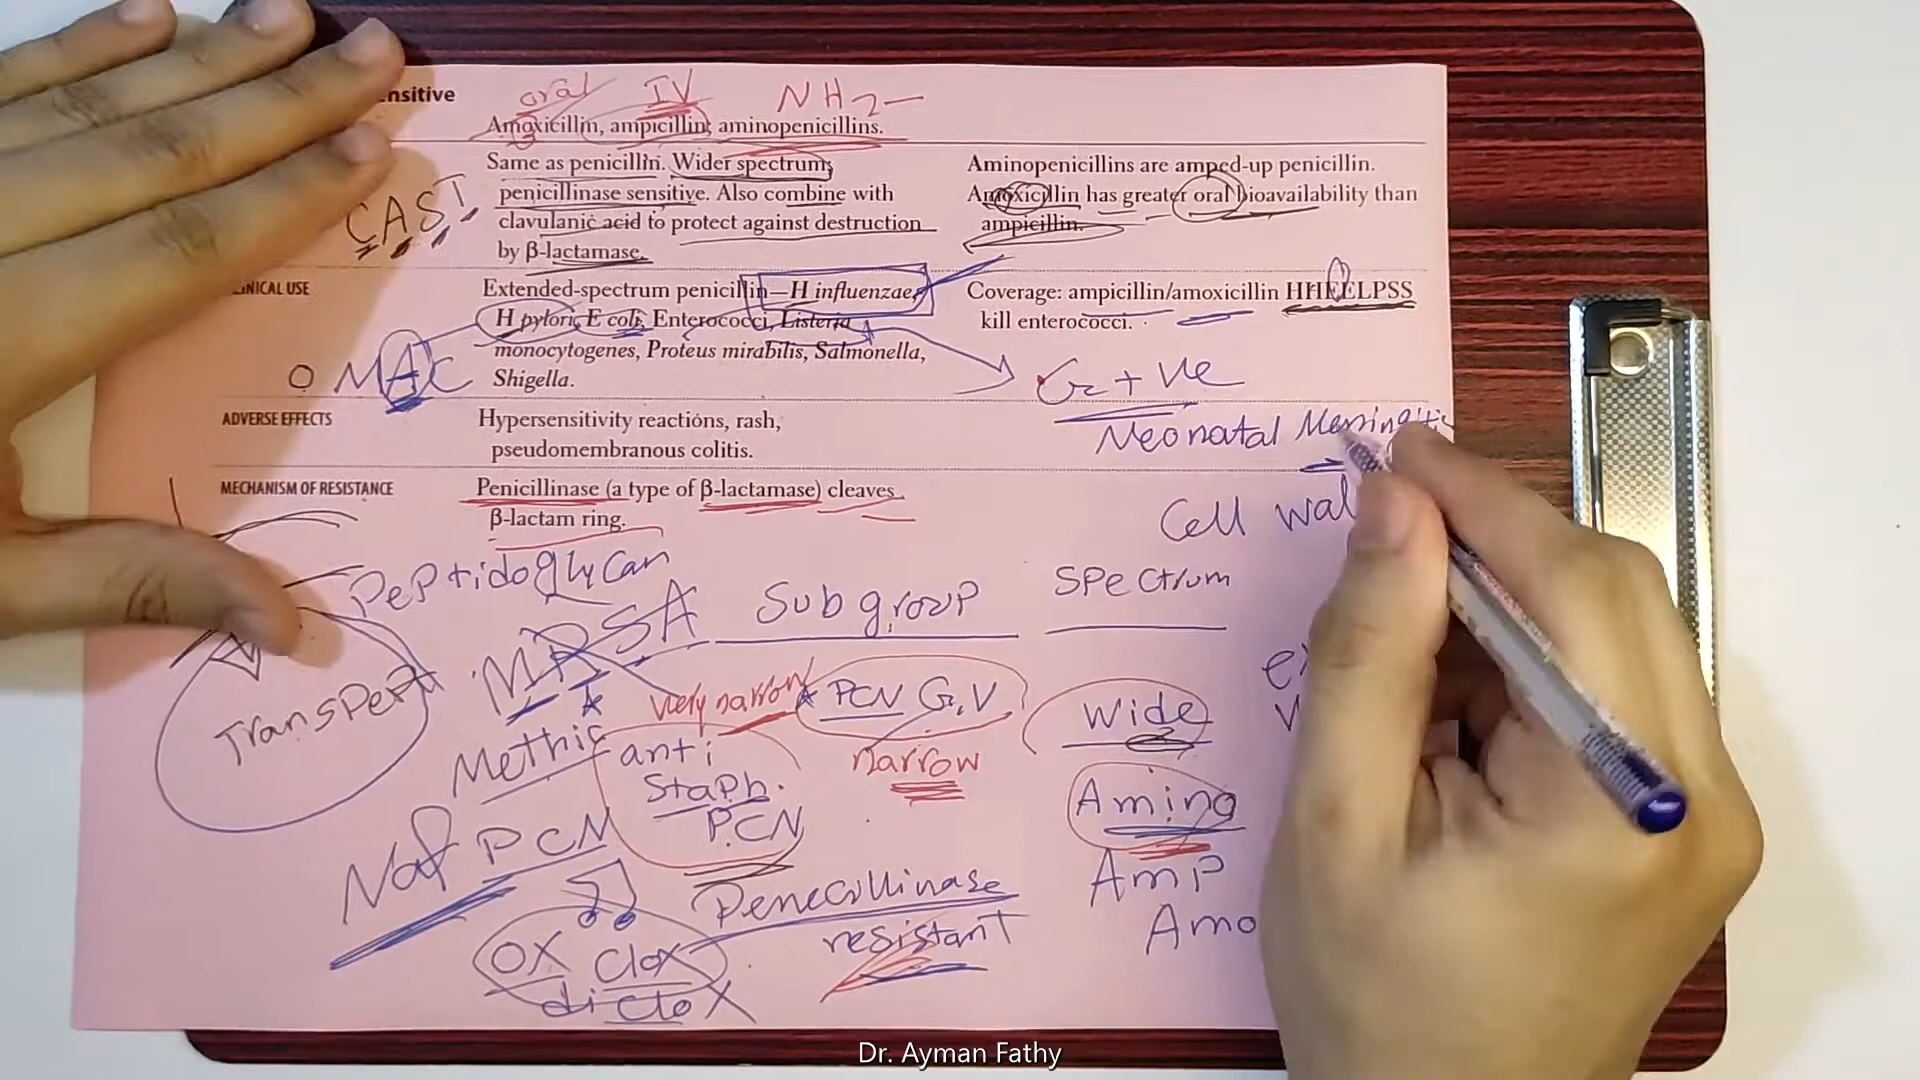 nsitive
oral IV NH2-
Amoxicillin, ampicillin; aminopenicillins.
Same as penicillin. Wider spectrum;
penicillinase sensitive. Also combine with
clavulanic acid to protect against destruction
by β-lactamase.
Aminopenicillins are amped-up penicillin.
Amoxicillin has greater oral bioavailability than
ampicillin.
CAST
INICAL USE
Extended-spectrum penicillin—H influenzae,
H pylori, E coli, Enterococci, Listeria
monocytogenes, Proteus mirabilis, Salmonella,
Shigella.
Coverage: ampicillin/amoxicillin HHEELPSS
kill enterococci.
O MAC
Gr + ve
Neonatal Meningitis
ADVERSE EFFECTS
Hypersensitivity reactions, rash,
pseudomembranous colitis.
MECHANISM OF RESISTANCE
Penicillinase (a type of β-lactamase) cleaves
β-lactam ring.
Cell wal
Peptidoglycan
MRSA
Subgroup
Spectrum
TransPept
very narrow
PCN G,V
narrow
Wide
Methic
anti
Staph.
PCN
Amino
Naf PCN
Amp
Amo
Penecillinase
resistant
OX Clox
diclox
Dr. Ayman Fathy